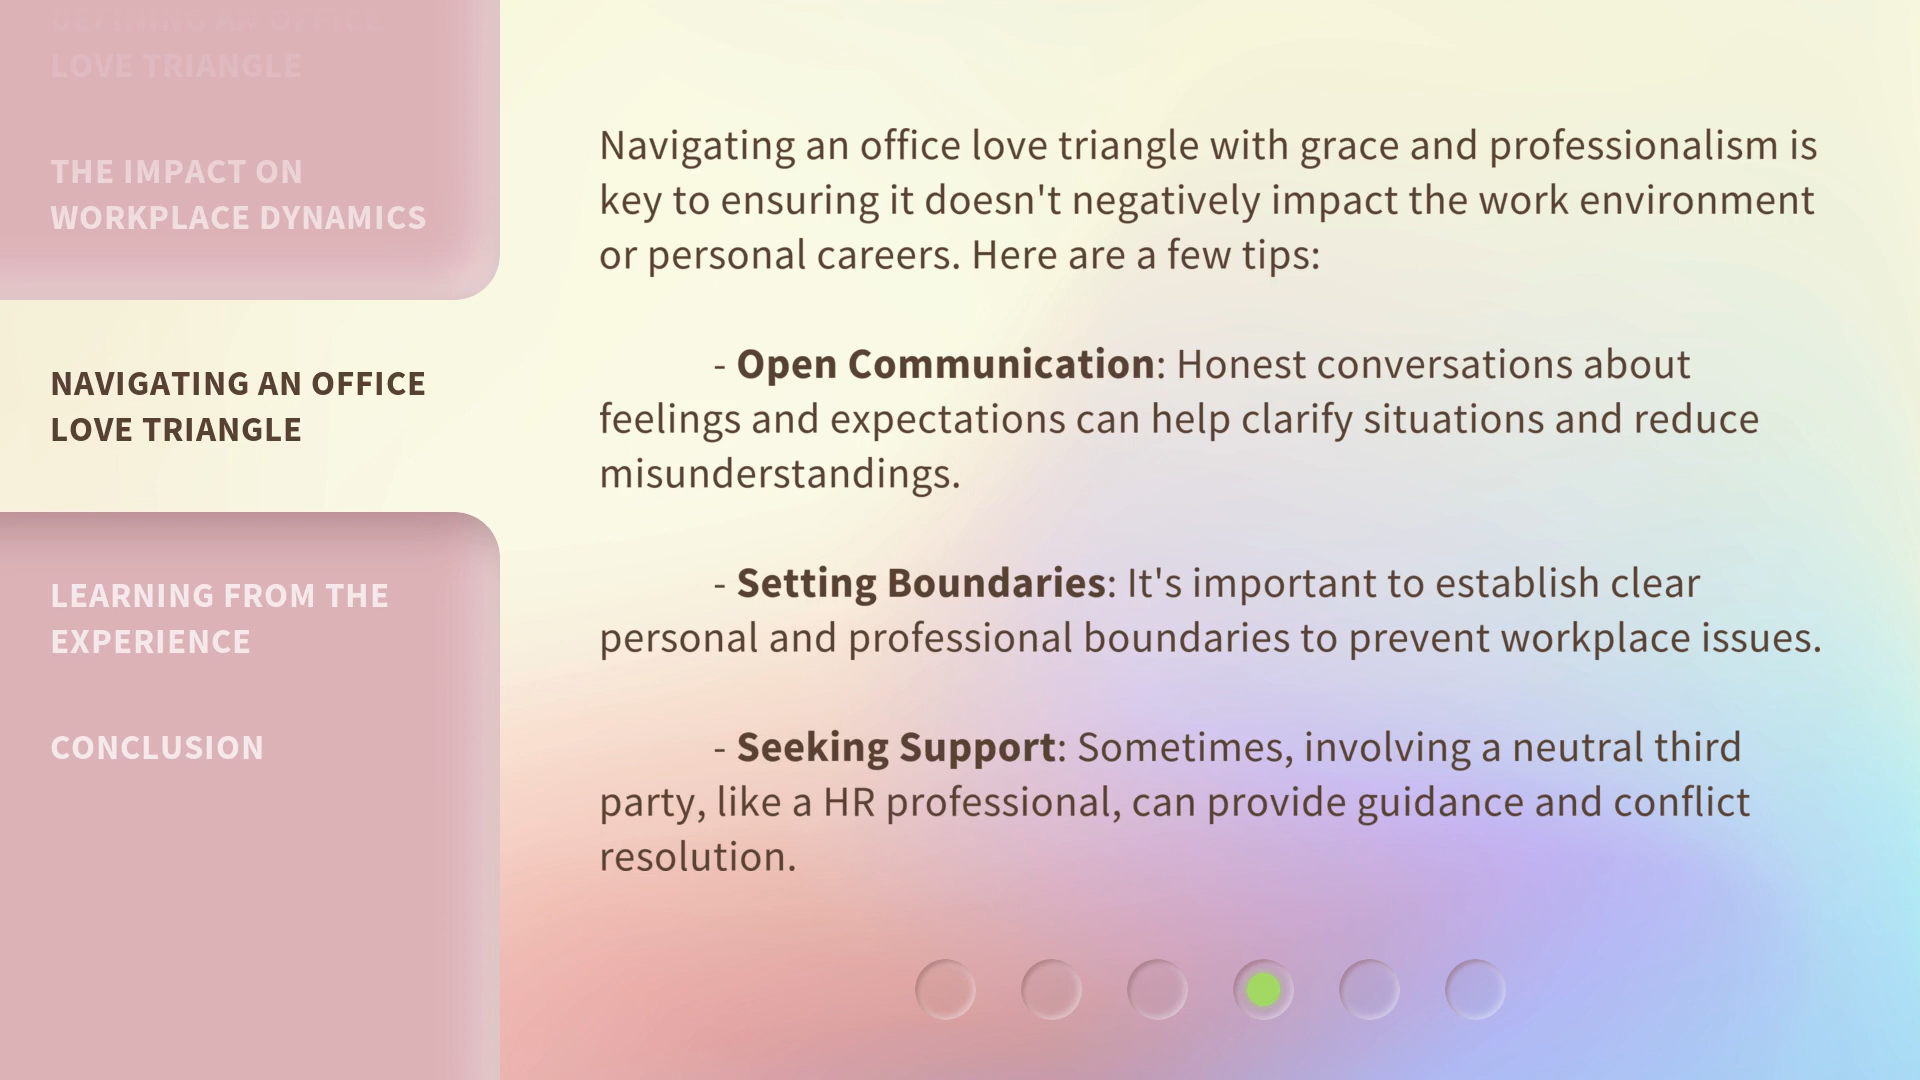 DEFINING AN OFFICE
LOVE TRIANGLE
THE IMPACT ON
WORKPLACE DYNAMICS
NAVIGATING AN OFFICE
LOVE TRIANGLE
LEARNING FROM THE
EXPERIENCE
CONCLUSION
Navigating an office love triangle with grace and professionalism is
key to ensuring it doesn't negatively impact the work environment
or personal careers. Here are a few tips:
- Open Communication: Honest conversations about
feelings and expectations can help clarify situations and reduce
misunderstandings.
- Setting Boundaries: It's important to establish clear
personal and professional boundaries to prevent workplace issues.
- Seeking Support: Sometimes, involving a neutral third
party, like a HR professional, can provide guidance and conflict
resolution.